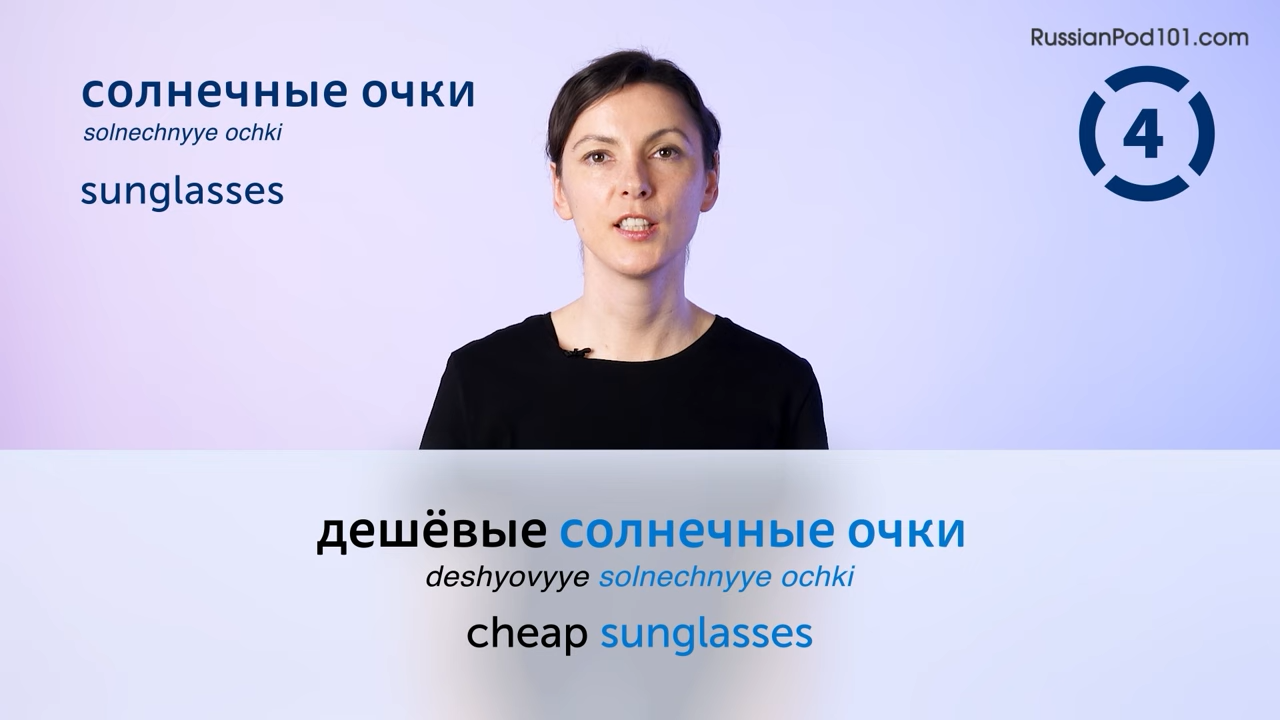 RussianPod101.com
солнечные очки
solnechnyye ochki
sunglasses
4
дешёвые солнечные очки
deshyovyye solnechnyye ochki
cheap sunglasses